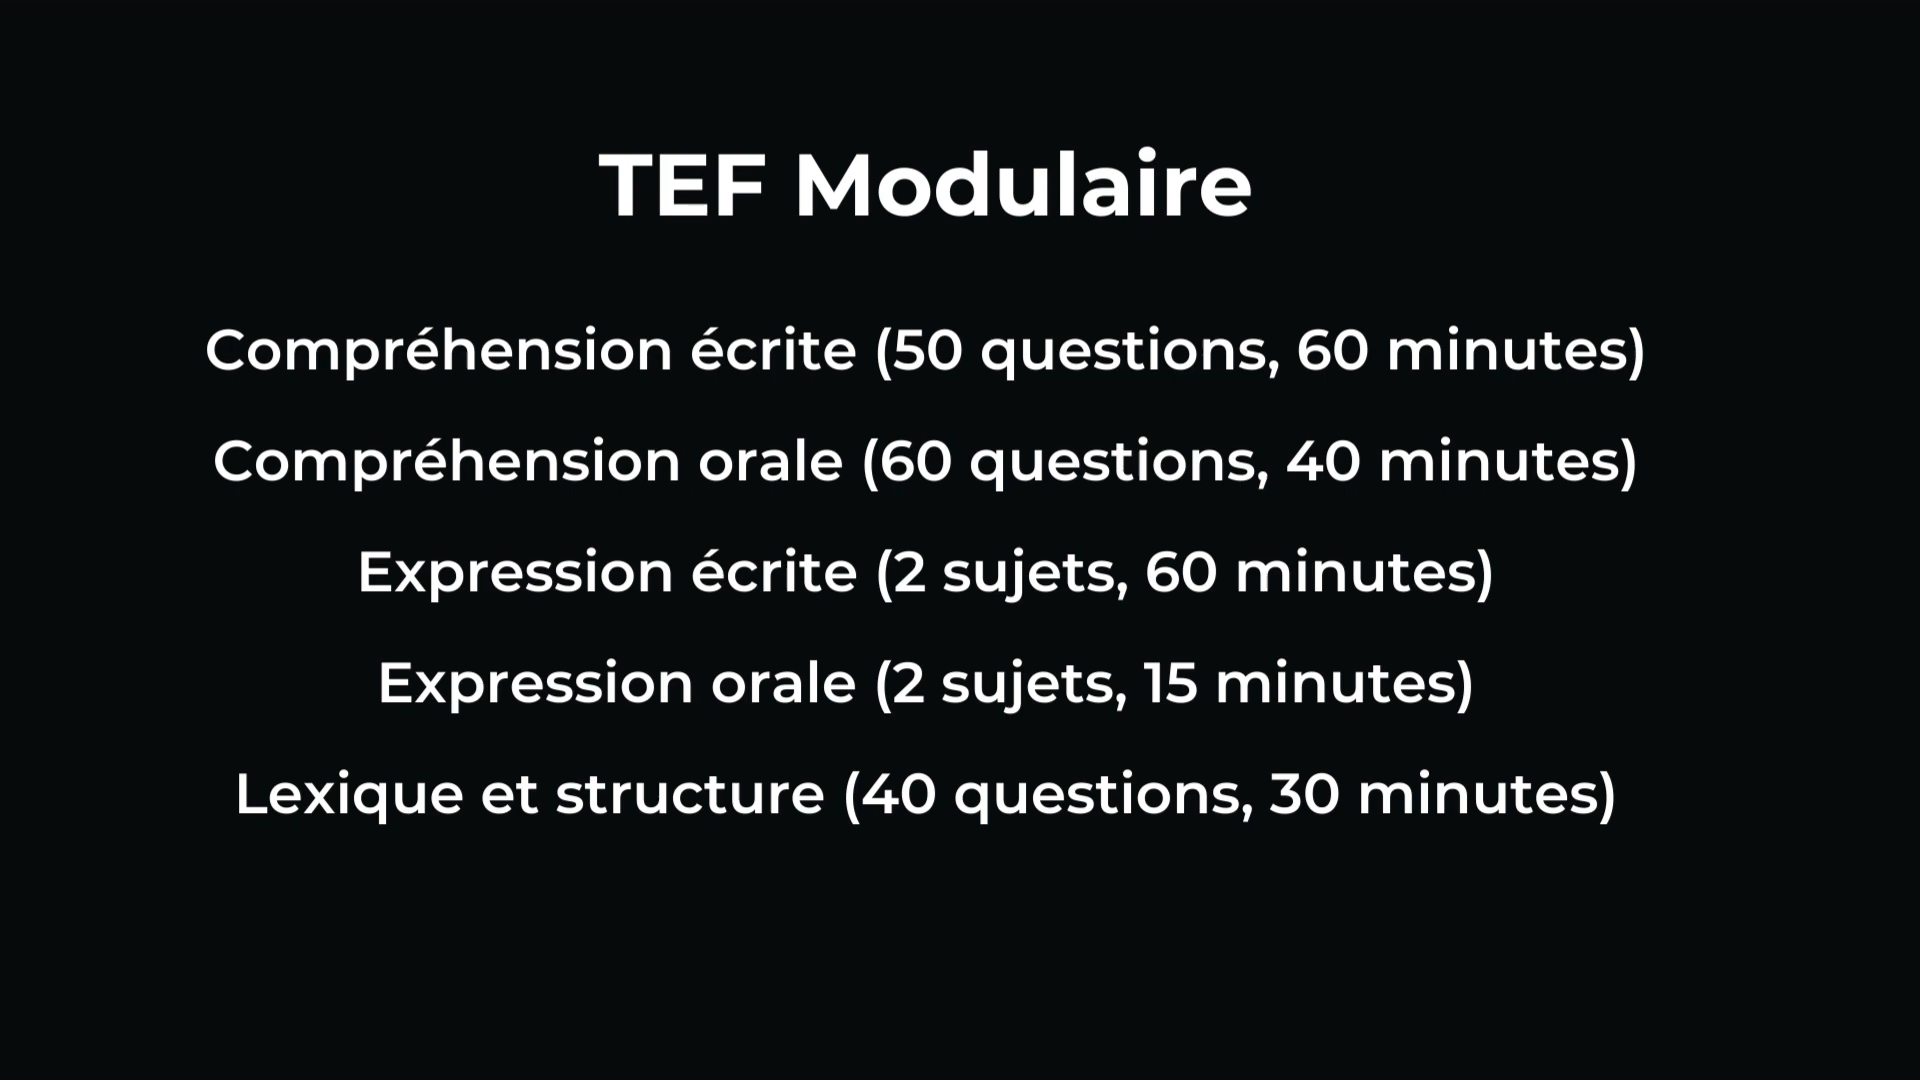 TEF Modulaire
Compréhension écrite (50 questions, 60 minutes)
Compréhension orale (60 questions, 40 minutes)
Expression écrite (2 sujets, 60 minutes)
Expression orale (2 sujets, 15 minutes)
Lexique et structure (40 questions, 30 minutes)